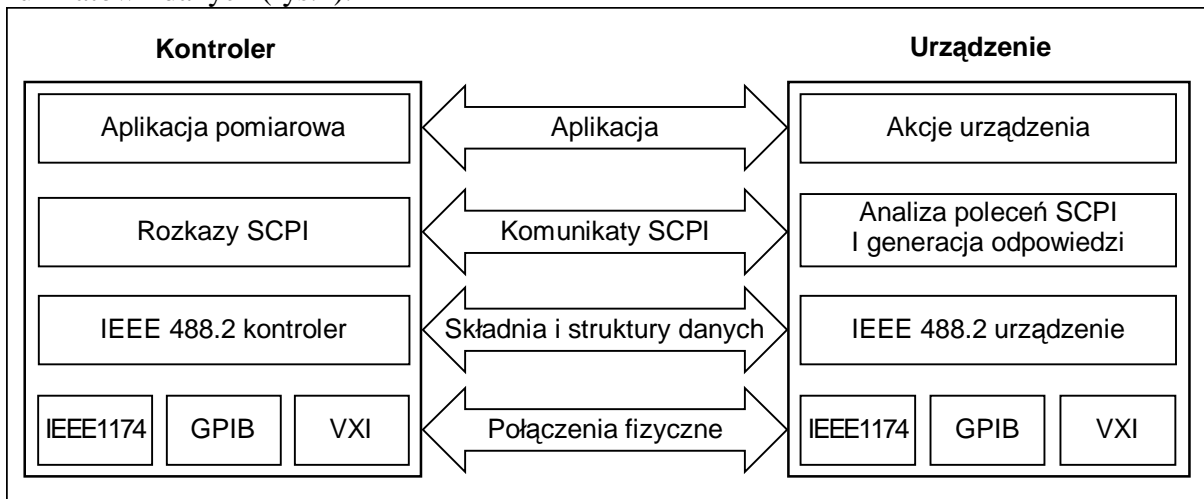 Kontroler
Urządzenie
Aplikacja pomiarowa
Aplikacja
Akcje urządzenia
Rozkazy SCPI
Komunikaty SCPI
Analiza poleceń SCPI
I generacja odpowiedzi
IEEE 488.2 kontroler
Składnia i struktury danych
IEEE 488.2 urządzenie
IEEE1174
GPIB
VXI
Połączenia fizyczne
IEEE1174
GPIB
VXI